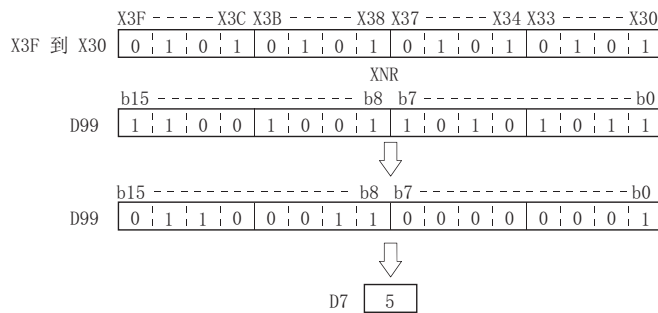 X3F X3C X3B X38 X37 X34 X33 X30
X3F 到 X30 0 1 0 1 0 1 0 1 0 1 0 1 0 1 0 1
XNR
b15 b8 b7 b0
D99 1 1 0 0 1 0 0 1 1 0 1 0 1 0 1 1
b15 b8 b7 b0
D99 0 1 1 0 0 0 1 1 0 0 0 0 0 0 0 1
D7 5